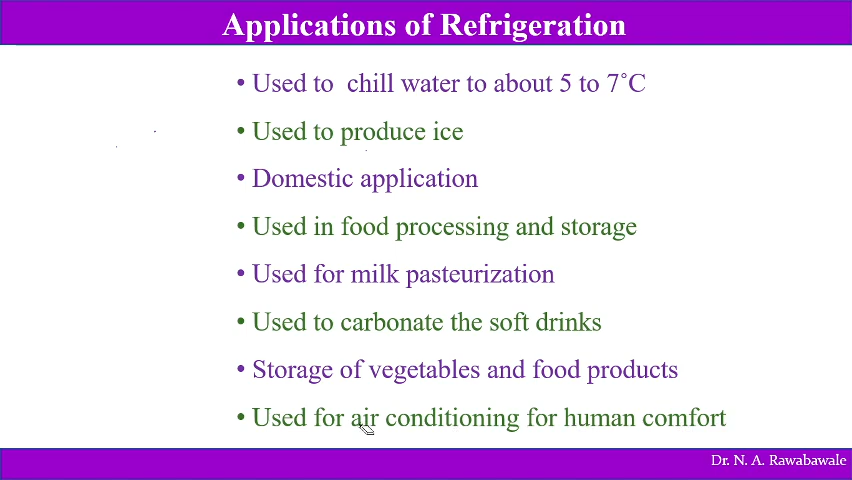 Applications of Refrigeration
• Used to chill water to about 5 to 7˚C
• Used to produce ice
• Domestic application
• Used in food processing and storage
• Used for milk pasteurization
• Used to carbonate the soft drinks
• Storage of vegetables and food products
• Used for air conditioning for human comfort
Dr. N. A. Rawabawale